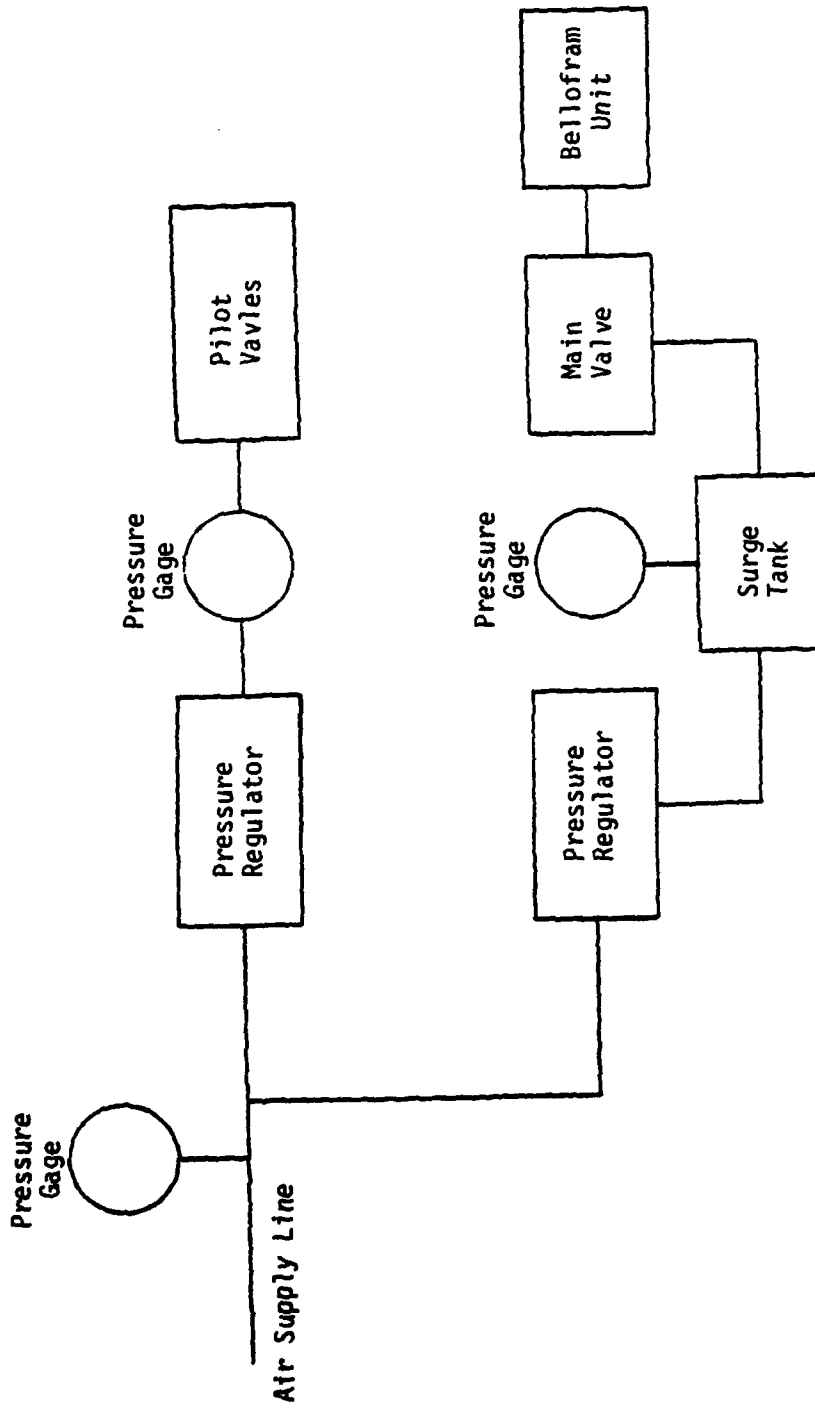 Pressure
Gage
Pressure
Gage
Pressure
Regulator
Pilot
Vavles
Air Supply Line
Pressure
Gage
Pressure
Regulator
Main
Valve
Bellofram
Unit
Surge
Tank